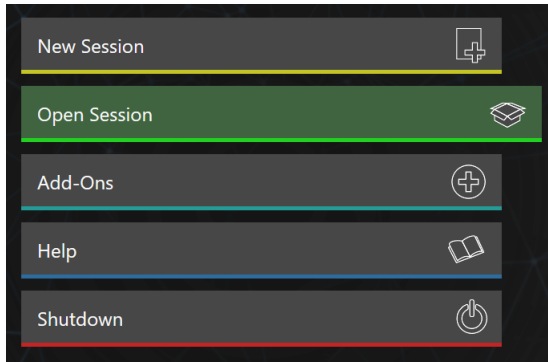 New Session
Open Session
Add-Ons
Help
Shutdown